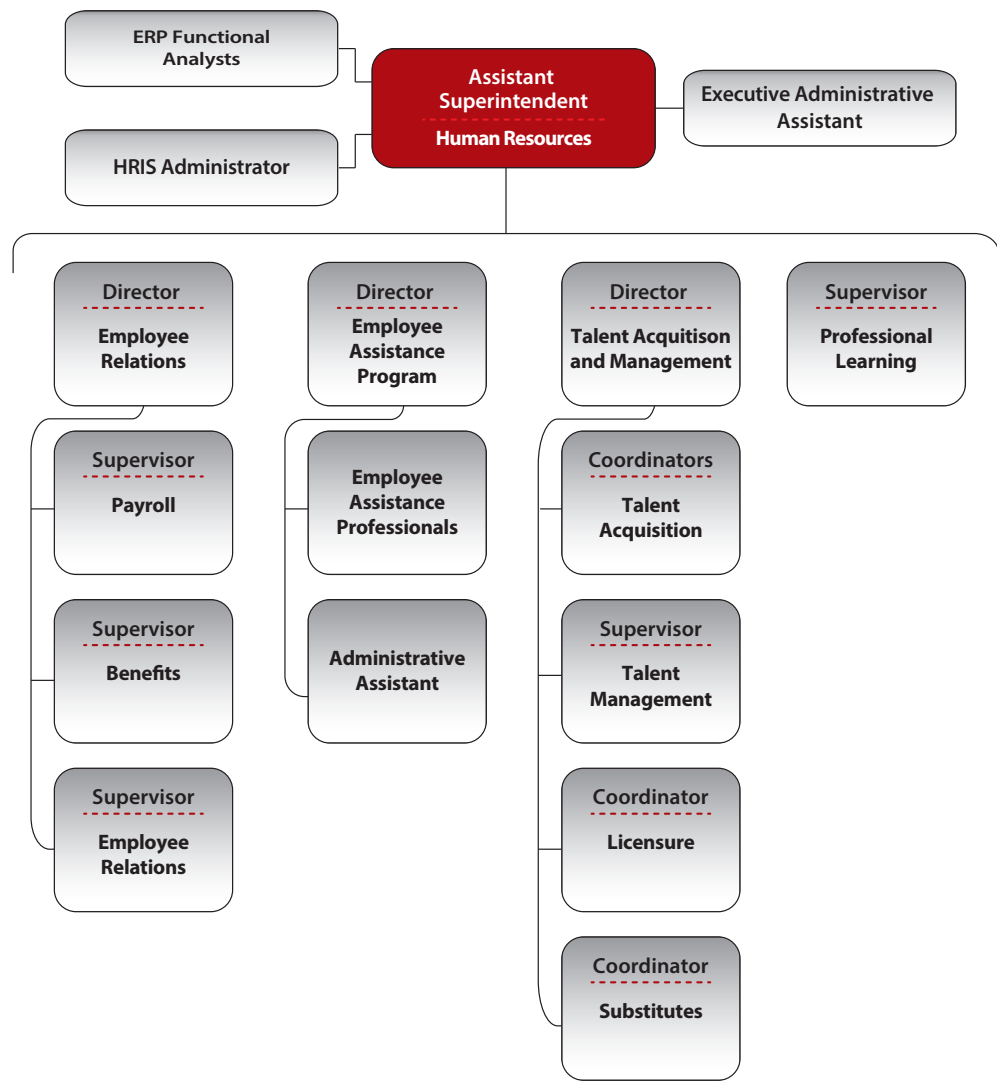 ERP Functional
Analysts
Assistant
Superintendent
Human Resources
Executive Administrative
Assistant
HRIS Administrator
Director
Employee
Relations
Supervisor
Payroll
Supervisor
Benefits
Supervisor
Employee
Relations
Director
Employee
Assistance
Program
Employee
Assistance
Professionals
Administrative
Assistant
Director
Talent Acquitison
and Management
Coordinators
Talent
Acquisition
Supervisor
Talent
Management
Coordinator
Licensure
Coordinator
Substitutes
Supervisor
Professional
Learning